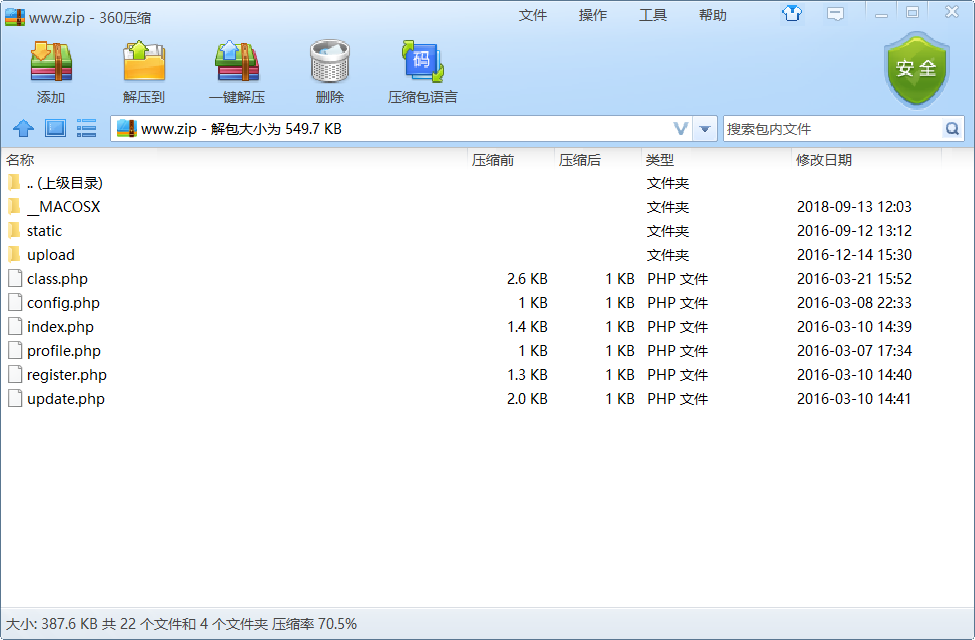 www.zip - 360压缩 文件 操作 工具 帮助
添加 解压到 一键解压 删除 压缩包语言 安全
码
www.zip - 解包大小为 549.7 KB 搜索包内文件
名称 压缩前 压缩后 类型 修改日期
.. (上级目录) 文件夹
__MACOSX 文件夹 2018-09-13 12:03
static 文件夹 2016-09-12 13:12
upload 文件夹 2016-12-14 15:30
class.php 2.6 KB 1 KB PHP 文件 2016-03-21 15:52
config.php 1 KB 1 KB PHP 文件 2016-03-08 22:33
index.php 1.4 KB 1 KB PHP 文件 2016-03-10 14:39
profile.php 1 KB 1 KB PHP 文件 2016-03-07 17:34
register.php 1.3 KB 1 KB PHP 文件 2016-03-10 14:40
update.php 2.0 KB 1 KB PHP 文件 2016-03-10 14:41
大小: 387.6 KB 共 22 个文件和 4 个文件夹 压缩率 70.5%